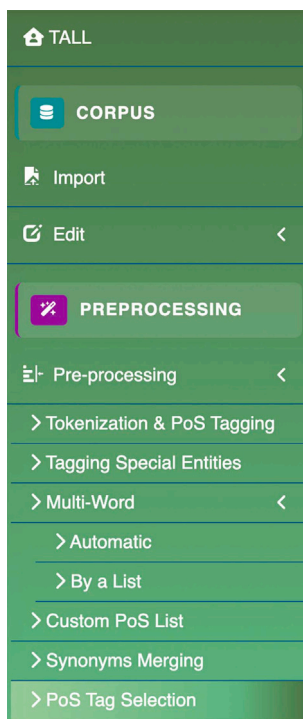 TALL
CORPUS
Import
Edit
PREPROCESSING
Pre-processing
Tokenization & PoS Tagging
Tagging Special Entities
Multi-Word
Automatic
By a List
Custom PoS List
Synonyms Merging
PoS Tag Selection